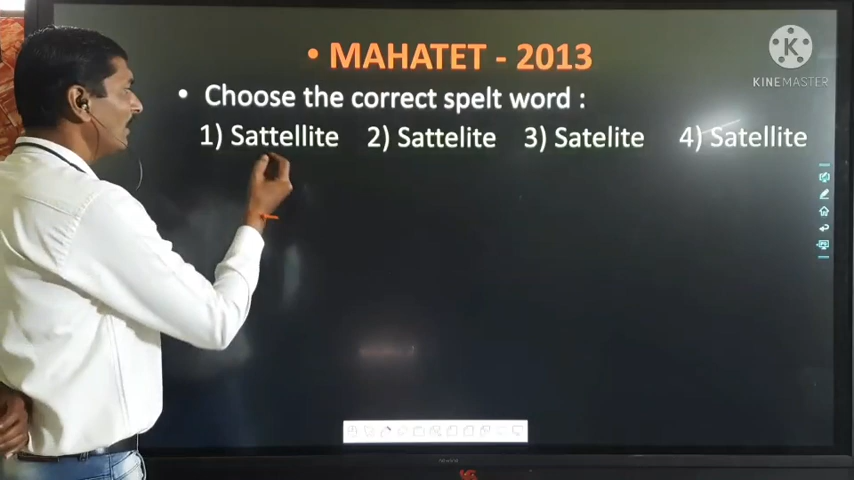 • MAHATET - 2013
• Choose the correct spelt word :
1) Sattellite 2) Sattelite 3) Satelite 4) Satellite
K
KINEMASTER